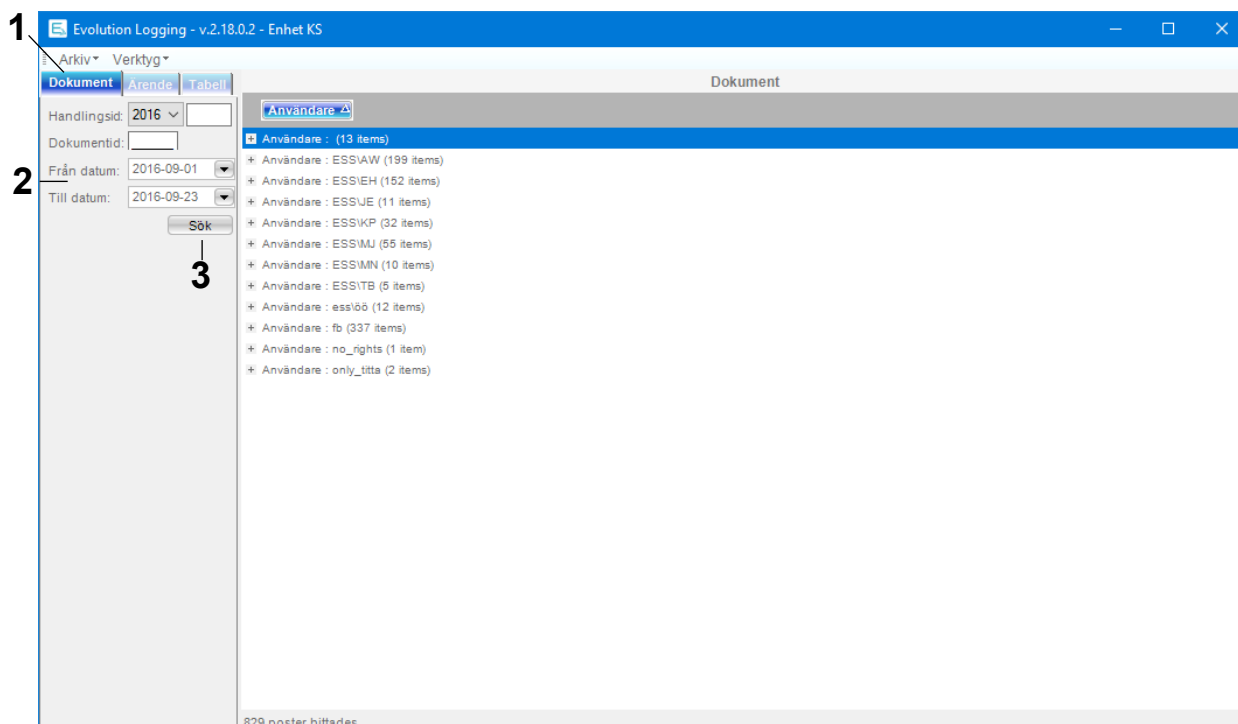 1
Evolution Logging - v.2.18.0.2 - Enhet KS
Arkiv Verktyg
Dokument Ärende Tabell
Dokument
Handlingsid: 2016
Användare
Dokumentid:
Användare : (13 items)
2
Från datum: 2016-09-01
Användare : ESS\AW (199 items)
Användare : ESS\EH (152 items)
Till datum: 2016-09-23
Användare : ESS\JE (11 items)
Sök
Användare : ESS\KP (32 items)
Användare : ESS\MJ (55 items)
3
Användare : ESS\MN (10 items)
Användare : ESS\TB (5 items)
Användare : ess\öö (12 items)
Användare : fb (337 items)
Användare : no_rights (1 item)
Användare : only_titta (2 items)
829 poster hittades